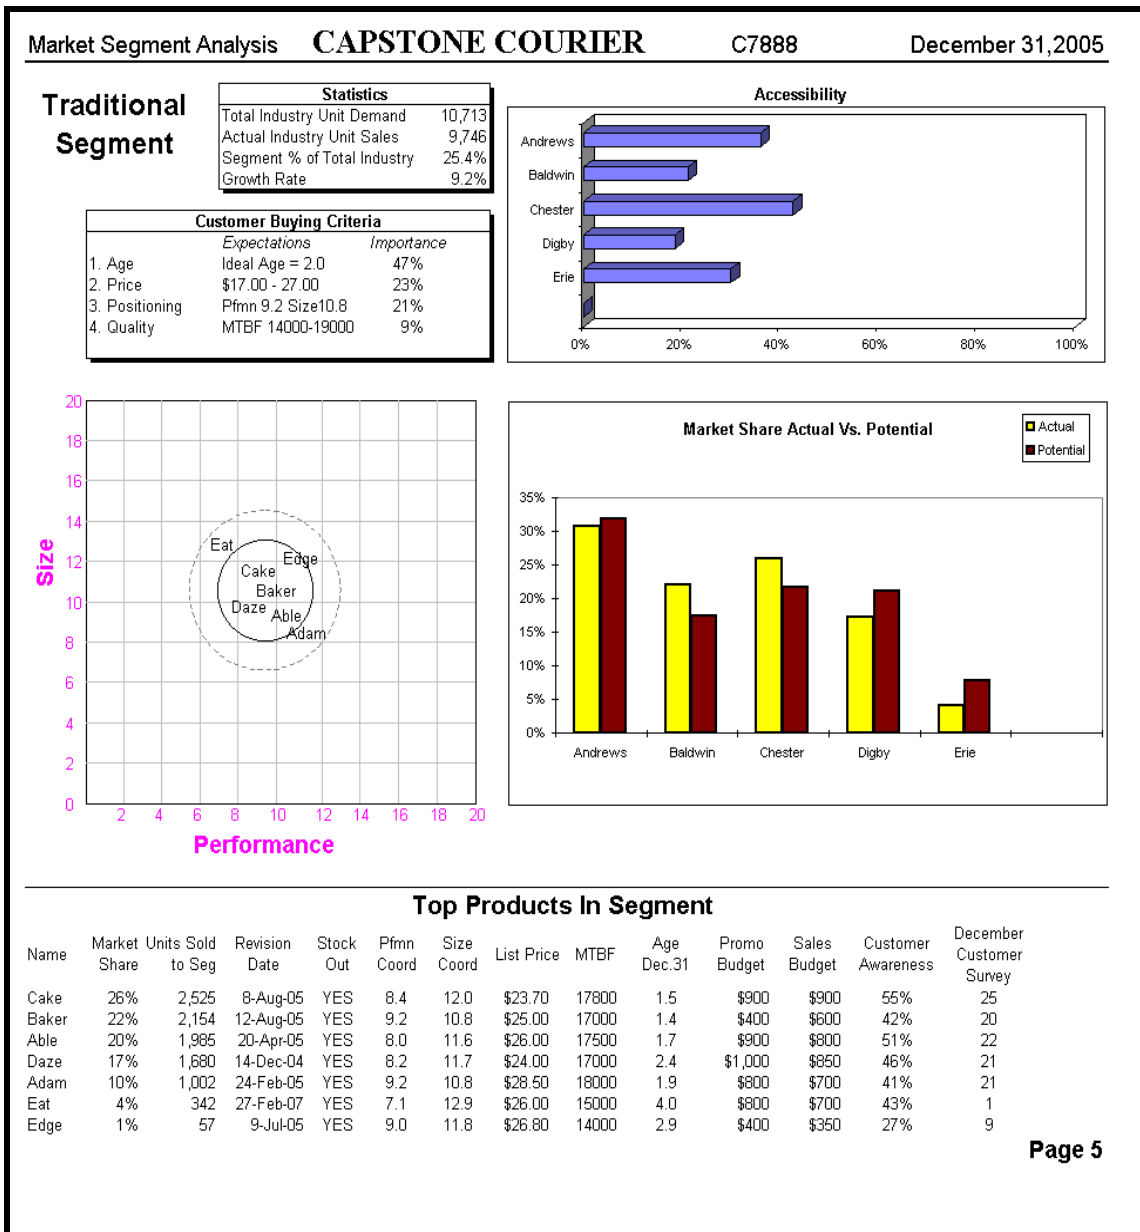 Market Segment Analysis CAPSTONE COURIER C7888 December 31,2005
Traditional
Segment
Statistics
Total Industry Unit Demand 10,713
Actual Industry Unit Sales 9,746
Segment % of Total Industry 25.4%
Growth Rate 9.2%
Customer Buying Criteria
Expectations Importance
1. Age Ideal Age = 2.0 47%
2. Price $17.00 - 27.00 23%
3. Positioning Pfmn 9.2 Size10.8 21%
4. Quality MTBF 14000-19000 9%
Accessibility
Andrews
Baldwin
Chester
Digby
Erie
0% 20% 40% 60% 80% 100%
20
18
16
14
12
10
8
6
4
2
0
Size
Eat
Edge
Cake
Baker
Daze
Able
Adam
2 4 6 8 10 12 14 16 18 20
Performance
Market Share Actual Vs. Potential
Actual
Potential
35%
30%
25%
20%
15%
10%
5%
0%
Andrews Baldwin Chester Digby Erie
Top Products In Segment
Name Market Share Units Sold to Seg Revision Date Stock Out Pfmn Coord Size Coord List Price MTBF Age Dec.31 Promo Budget Sales Budget Customer Awareness December Customer Survey
Cake 26% 2,525 8-Aug-05 YES 8.4 12.0 $23.70 17800 1.5 $900 $900 55% 25
Baker 22% 2,154 12-Aug-05 YES 9.2 10.8 $25.00 17000 1.4 $400 $600 42% 20
Able 20% 1,985 20-Apr-05 YES 8.0 11.6 $26.00 17500 1.7 $900 $800 51% 22
Daze 17% 1,680 14-Dec-04 YES 8.2 11.7 $24.00 17000 2.4 $1,000 $850 46% 21
Adam 10% 1,002 24-Feb-05 YES 9.2 10.8 $28.50 18000 1.9 $800 $700 41% 21
Eat 4% 342 27-Feb-07 YES 7.1 12.9 $26.00 15000 4.0 $800 $700 43% 1
Edge 1% 57 9-Jul-05 YES 9.0 11.8 $26.80 14000 2.9 $400 $350 27% 9
Page 5